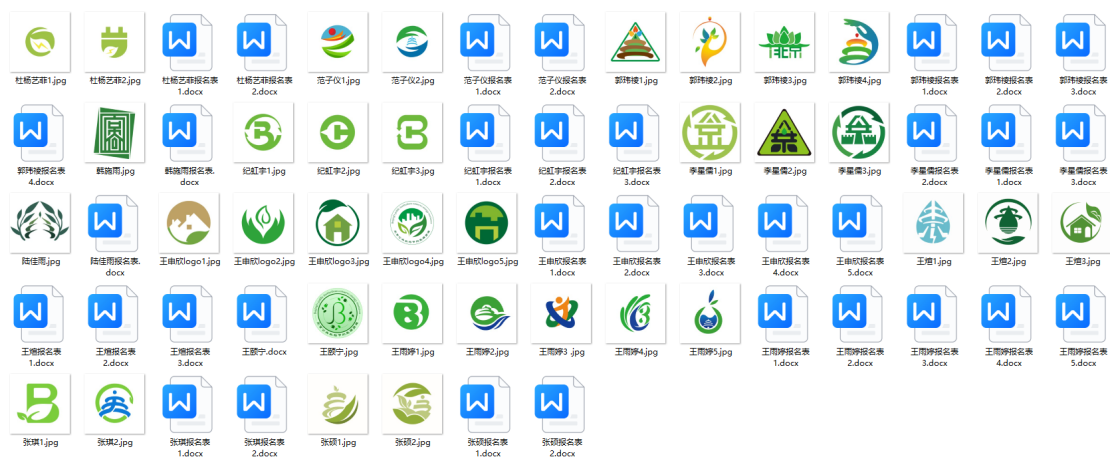 杜杨艺菲1.jpg
杜杨艺菲2.jpg
杜杨艺菲报名表
1.docx
杜杨艺菲报名表
2.docx
范子仪1.jpg
范子仪2.jpg
范子仪报名表
1.docx
范子仪报名表
2.docx
郭玮祾1.jpg
郭玮祾2.jpg
郭玮祾3.jpg
郭玮祾4.jpg
郭玮祾报名表
1.docx
郭玮祾报名表
2.docx
郭玮祾报名表
3.docx
郭玮祾报名表
4.docx
韩施雨.jpg
韩施雨报名表.
docx
纪虹宇1.jpg
纪虹宇2.jpg
纪虹宇3.jpg
纪虹宇报名表
1.docx
纪虹宇报名表
2.docx
纪虹宇报名表
3.docx
李星儒1.jpg
李星儒2.jpg
李星儒3.jpg
李星儒报名表
2.docx
李星儒报名表
1.docx
李星儒报名表
3.docx
陆佳雨.jpg
陆佳雨报名表.
docx
王申欣logo1.jpg
王申欣logo2.jpg
王申欣logo3.jpg
王申欣logo4.jpg
王申欣logo5.jpg
王申欣报名表
1.docx
王申欣报名表
2.docx
王申欣报名表
3.docx
王申欣报名表
4.docx
王申欣报名表
5.docx
王煊1.jpg
王煊2.jpg
王煊3.jpg
王煊报名表
1.docx
王煊报名表
2.docx
王煊报名表
3.docx
王颐宁.docx
王颐宁.jpg
王雨婷1.jpg
王雨婷2.jpg
王雨婷3 .jpg
王雨婷4.jpg
王雨婷5.jpg
王雨婷报名表
1.docx
王雨婷报名表
2.docx
王雨婷报名表
3.docx
王雨婷报名表
4.docx
王雨婷报名表
5.docx
张琪1.jpg
张琪2.jpg
张琪报名表
1.docx
张琪报名表
2.docx
张硕1.jpg
张硕2.jpg
张硕报名表
1.docx
张硕报名表
2.docx